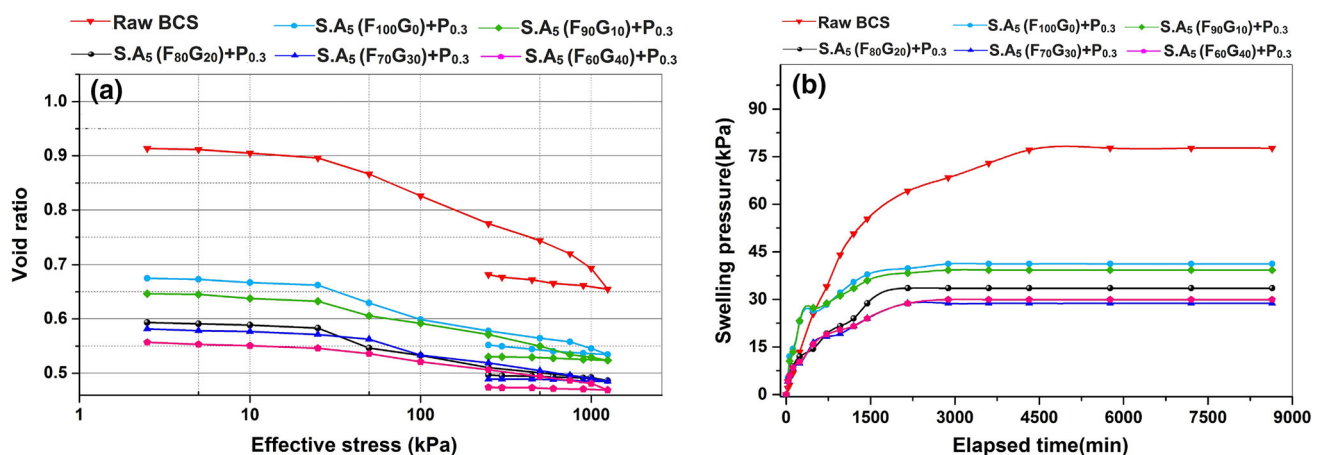 Raw BCS S.A5 (F100G0)+P0.3 S.A5 (F90G10)+P0.3
S.A5 (F80G20)+P0.3 S.A5 (F70G30)+P0.3 S.A5 (F60G40)+P0.3
(a)
1.0
0.9
0.8
0.7
0.6
0.5
Void ratio
1 10 100 1000
Effective stress (kPa)
Raw BCS S.A5 (F100G0)+P0.3 S.A5 (F90G10)+P0.3
S.A5 (F80G20)+P0.3 S.A5 (F70G30)+P0.3 S.A5 (F60G40)+P0.3
(b)
90
75
60
45
30
15
0
Swelling pressure(kPa)
0 1500 3000 4500 6000 7500 9000
Elapsed time(min)